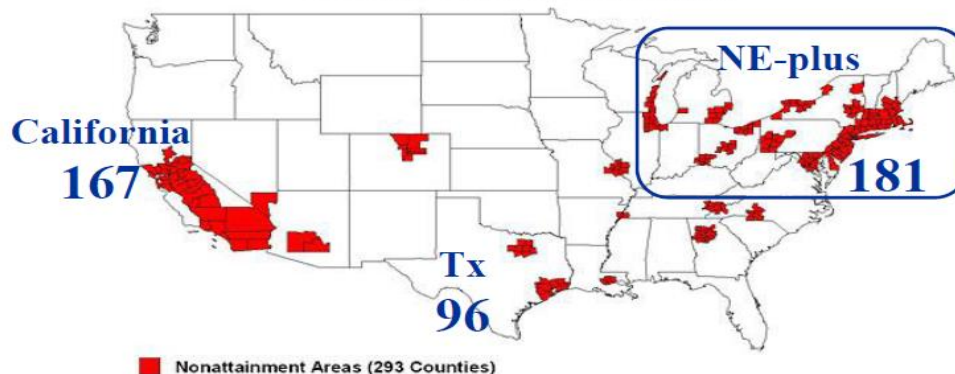 NE-plus
California
167
181
Tx
96
Nonattainment Areas (293 Counties)